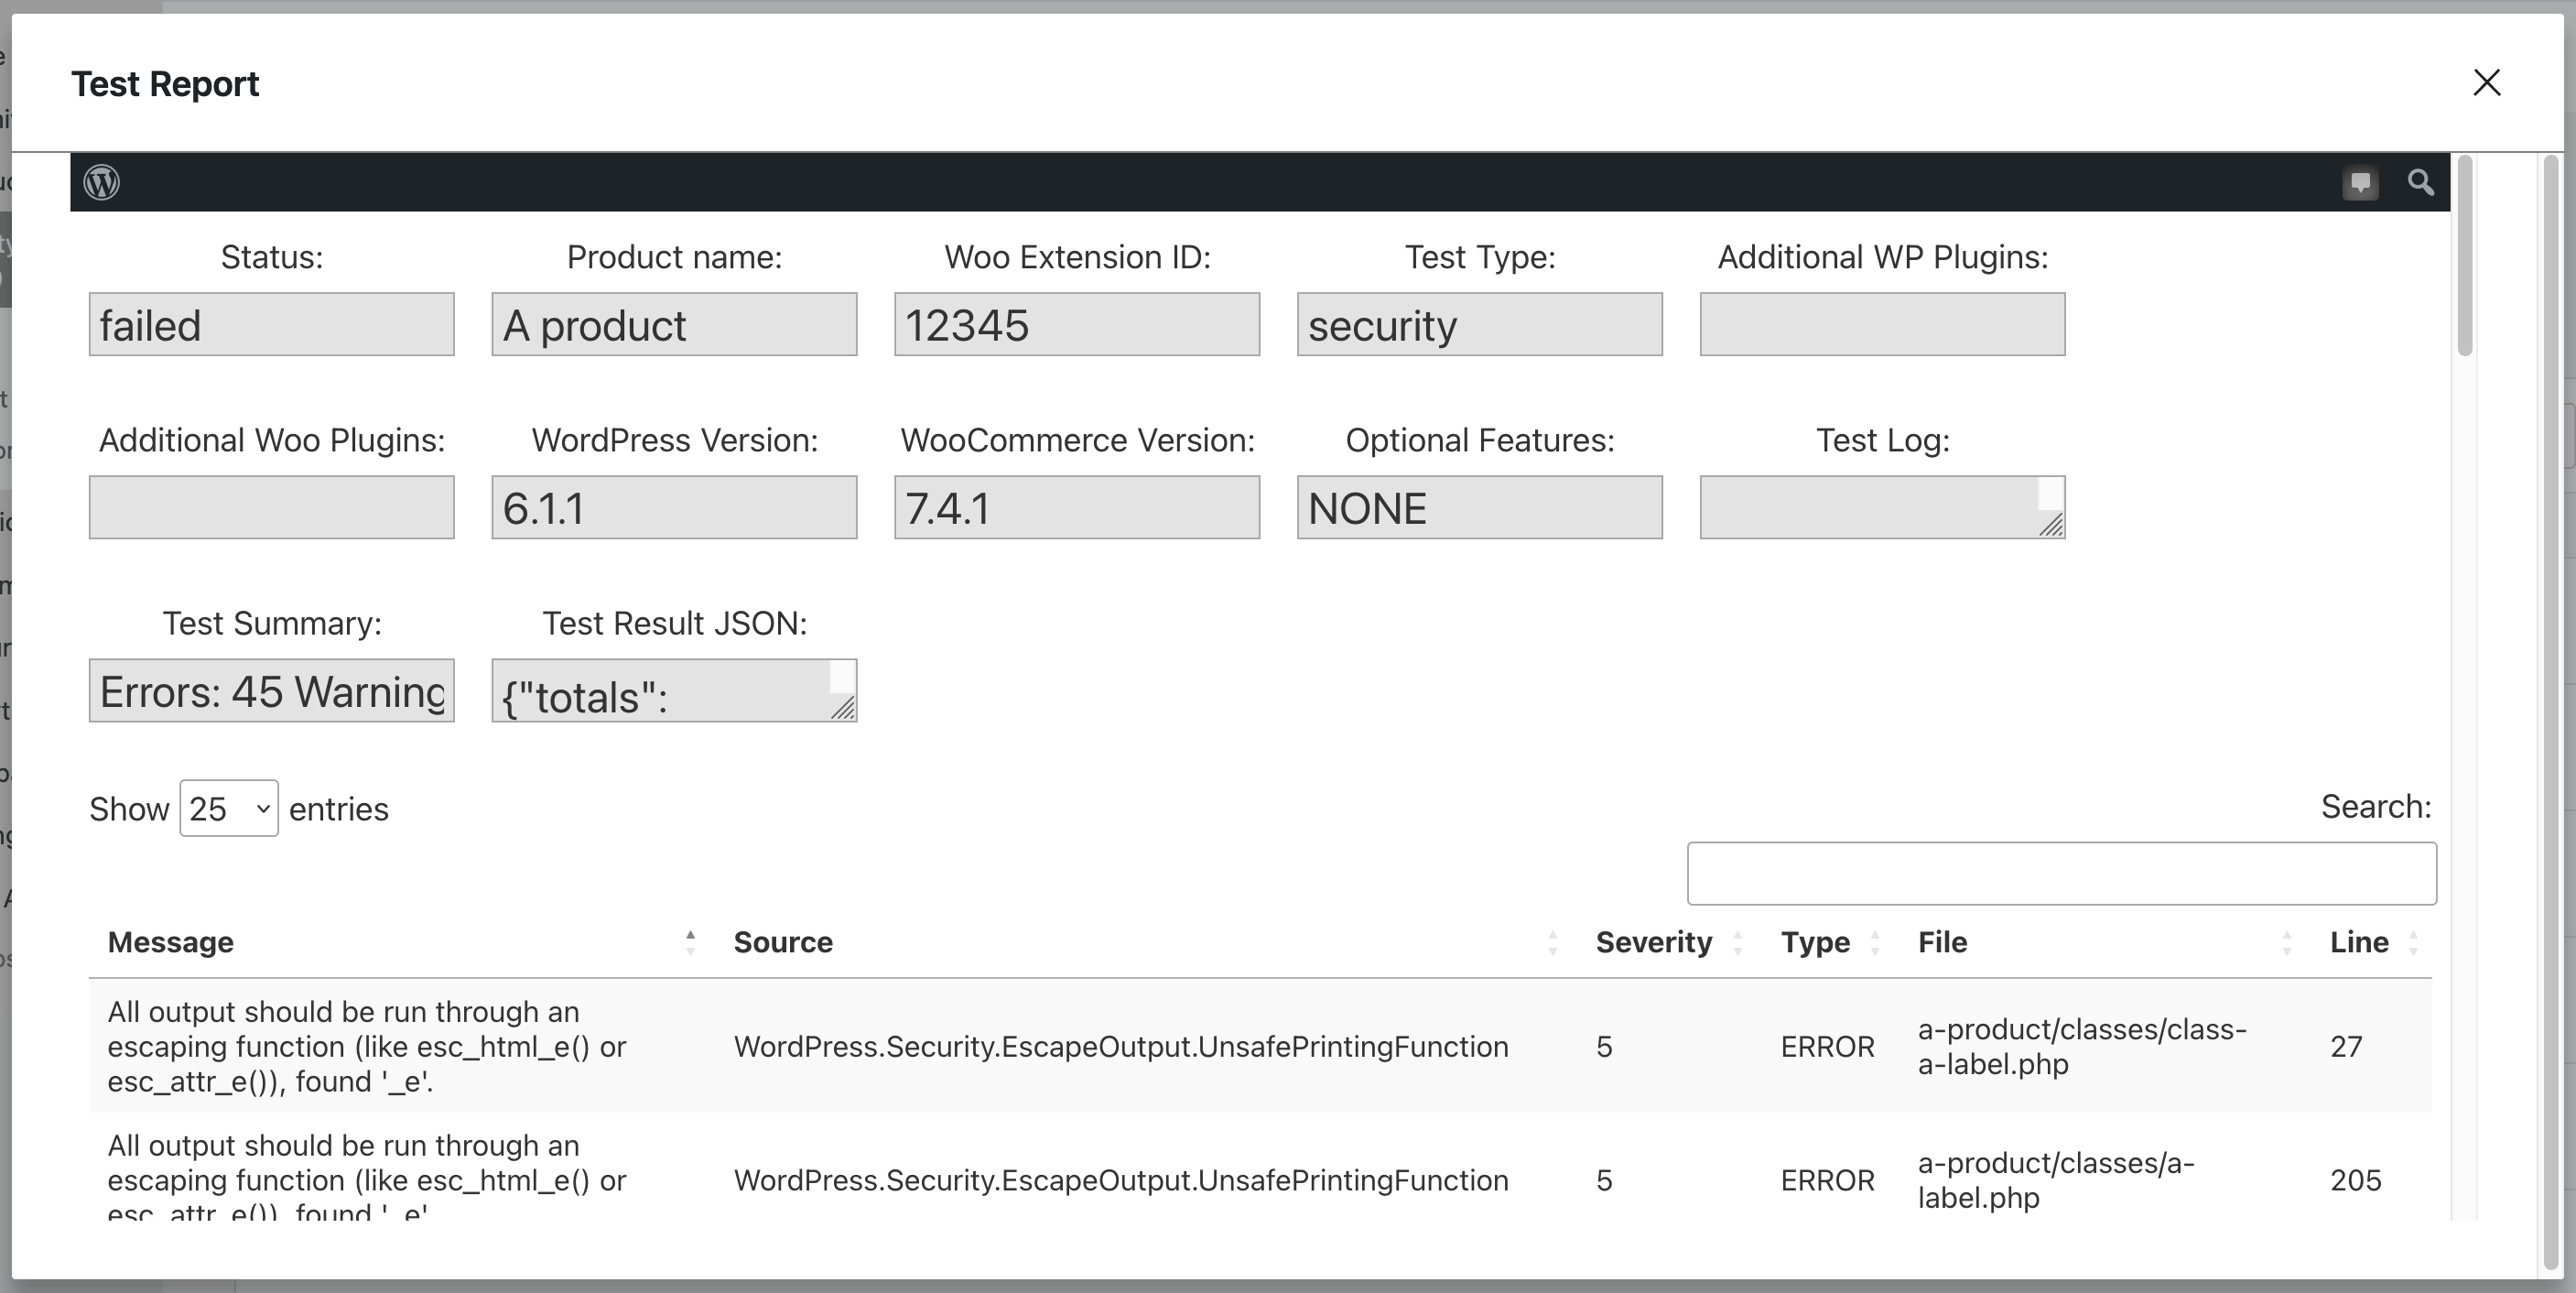 Test Report
Status:
Product name:
Woo Extension ID:
Test Type:
Additional WP Plugins:
failed
A product
12345
security
Additional Woo Plugins:
WordPress Version:
WooCommerce Version:
Optional Features:
Test Log:
6.1.1
7.4.1
NONE
Test Summary:
Test Result JSON:
Errors: 45 Warning
{"totals":
Show 25 entries
Search:
Message
Source
Severity
Type
File
Line
All output should be run through an
escaping function (like esc_html_e() or
esc_attr_e()), found '_e'.
WordPress.Security.EscapeOutput.UnsafePrintingFunction
5
ERROR
a-product/classes/class-
a-label.php
27
All output should be run through an
escaping function (like esc_html_e() or
esc_attr_e()), found '_e'
WordPress.Security.EscapeOutput.UnsafePrintingFunction
5
ERROR
a-product/classes/a-
label.php
205